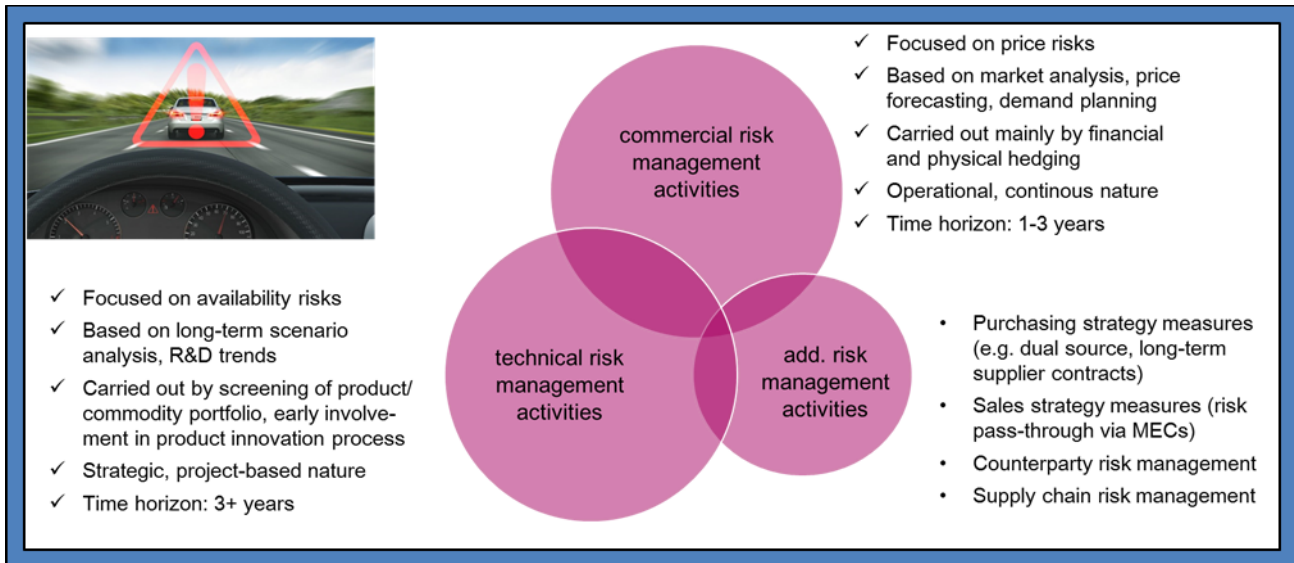 ✓ Focused on price risks
✓ Based on market analysis, price
forecasting, demand planning
✓ Carried out mainly by financial
and physical hedging
✓ Operational, continous nature
✓ Time horizon: 1-3 years
commercial risk
management
activities
✓ Focused on availability risks
✓ Based on long-term scenario
analysis, R&D trends
✓ Carried out by screening of product/
commodity portfolio, early involve-
ment in product innovation process
✓ Strategic, project-based nature
✓ Time horizon: 3+ years
technical risk
management
activities
add. risk
management
activities
• Purchasing strategy measures
(e.g. dual source, long-term
supplier contracts)
• Sales strategy measures (risk
pass-through via MECs)
• Counterparty risk management
• Supply chain risk management